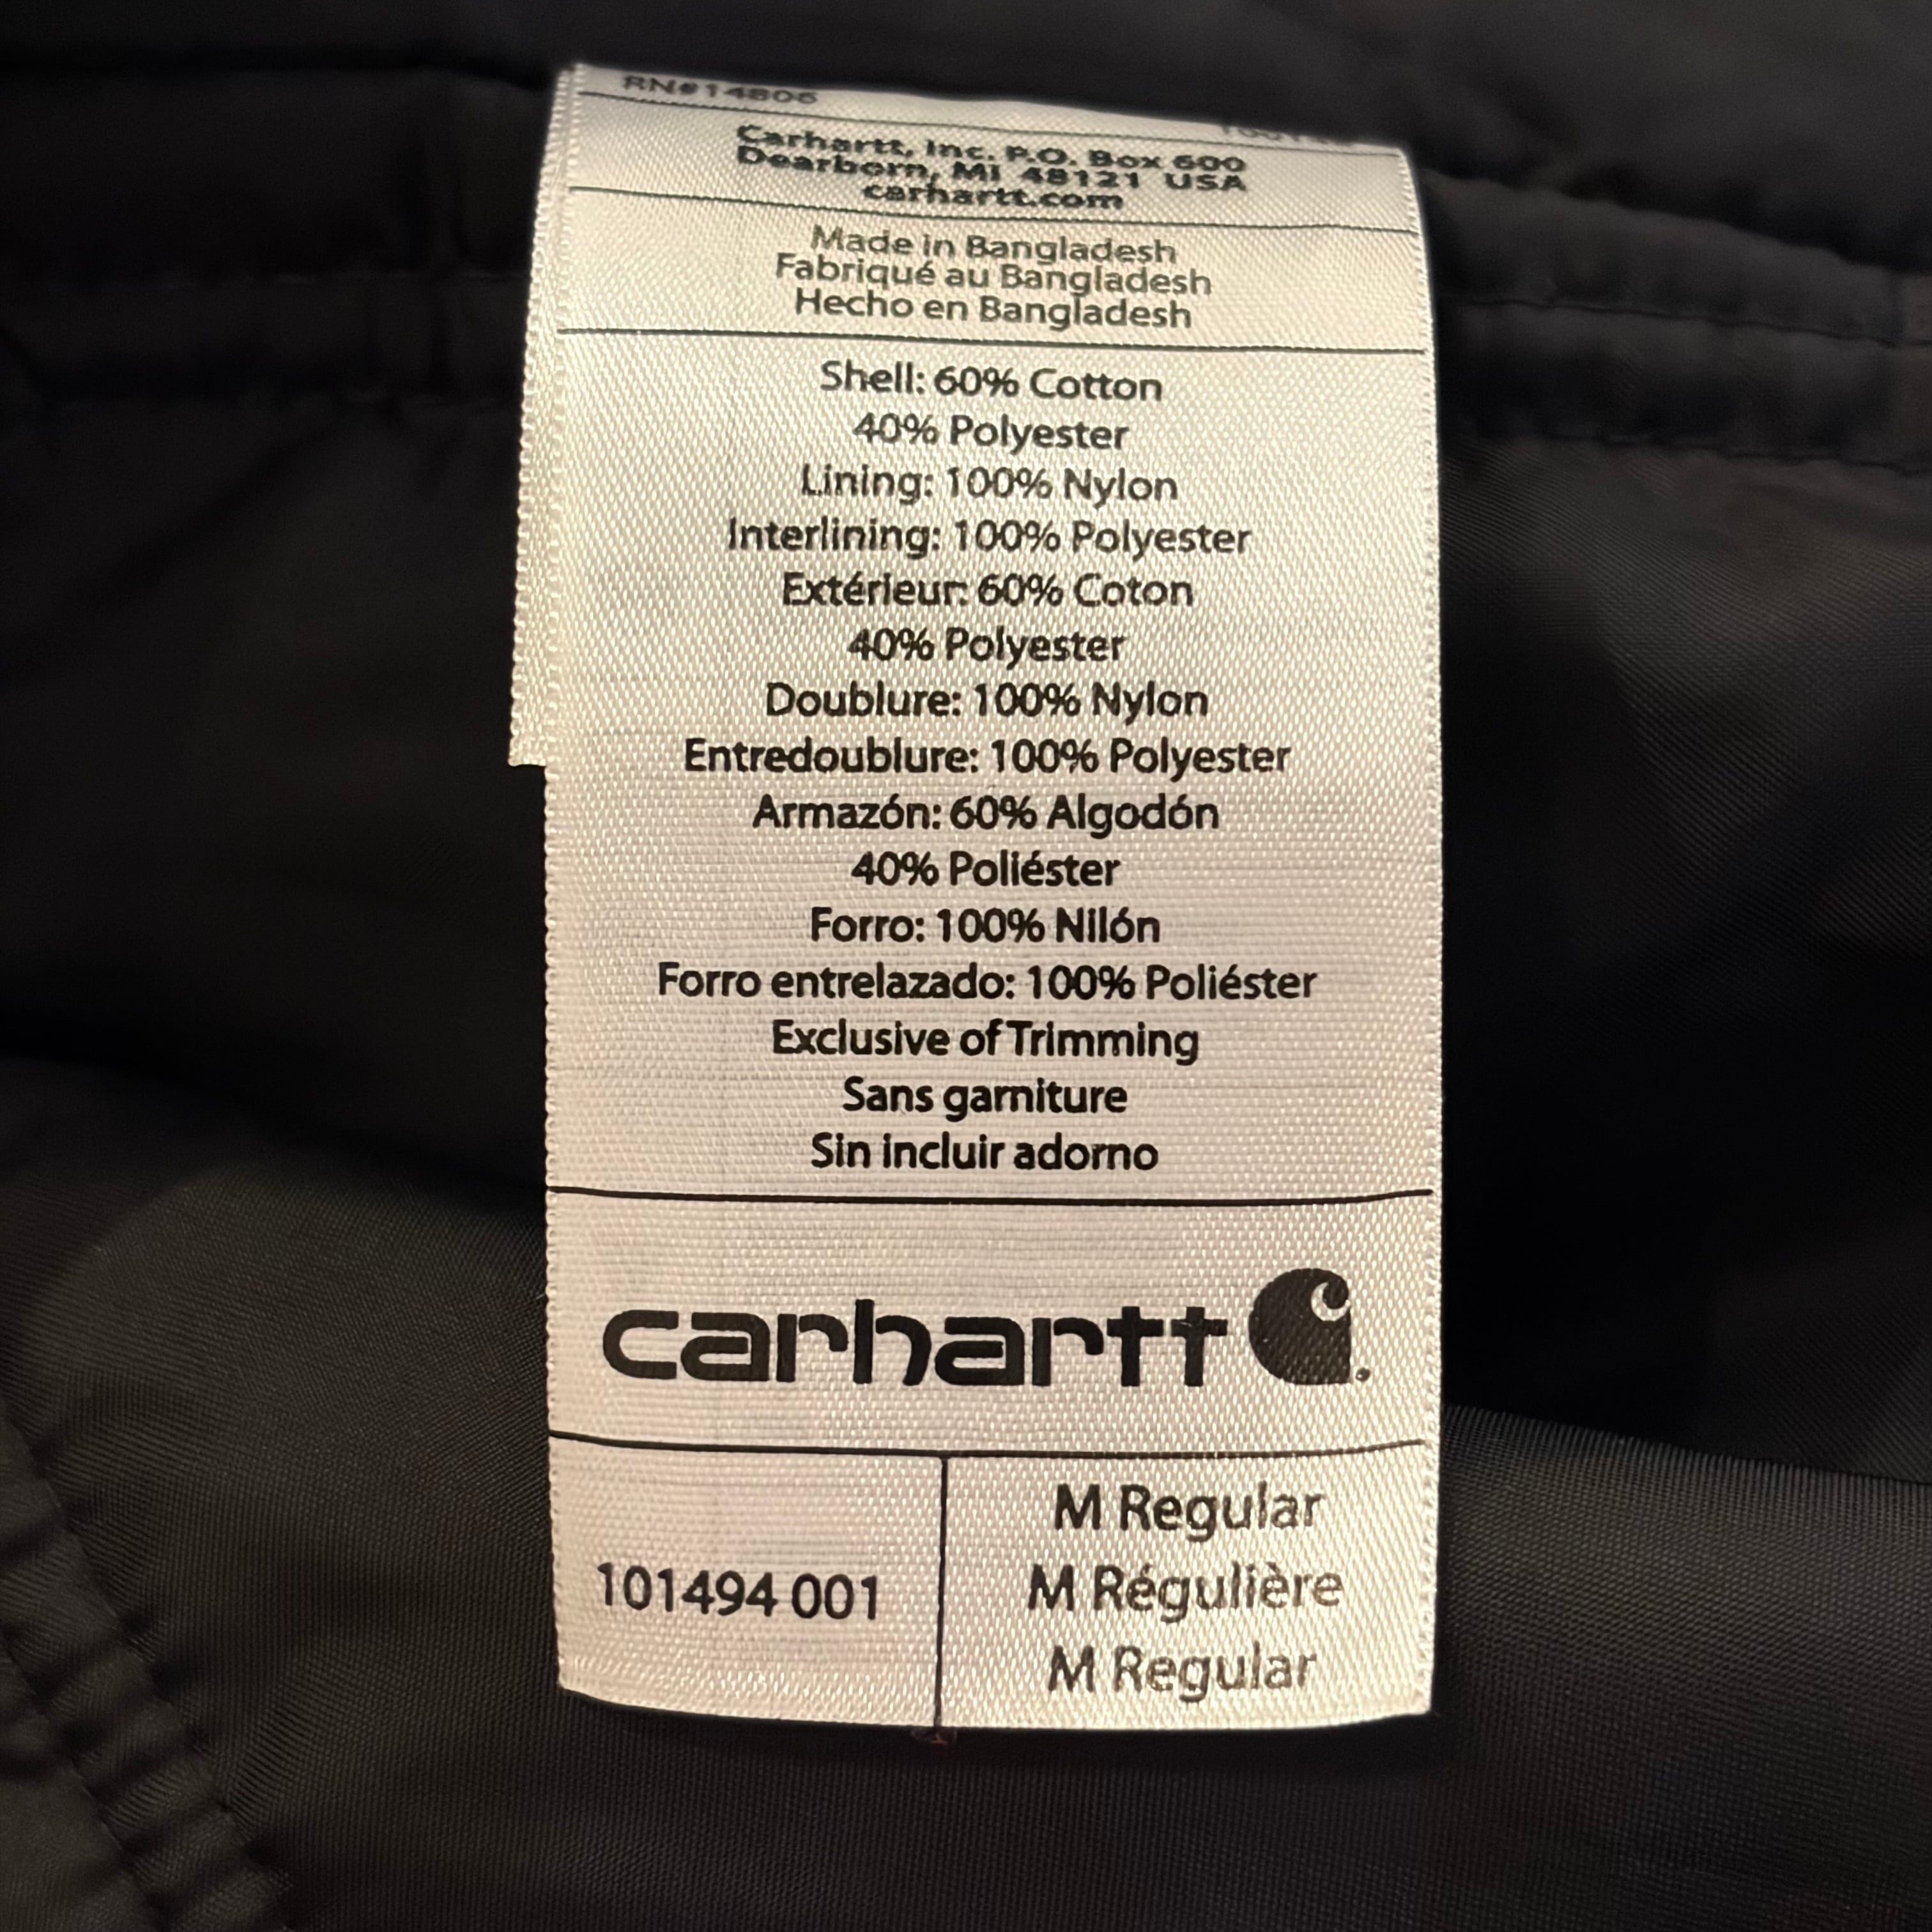 RN#14806
Carhartt, Inc. P.O. Box 600
Dearborn, MI 48121 USA
carhartt.com
Made in Bangladesh
Fabriqué au Bangladesh
Hecho en Bangladesh
Shell: 60% Cotton
40% Polyester
Lining: 100% Nylon
Interlining: 100% Polyester
Extérieur: 60% Coton
40% Polyester
Doublure: 100% Nylon
Entredoublure: 100% Polyester
Armazón: 60% Algodón
40% Poliéster
Forro: 100% Nilón
Forro entrelazado: 100% Poliéster
Exclusive of Trimming
Sans garniture
Sin incluir adorno
carhartt
101494 001
M Regular
M Régulière
M Regular